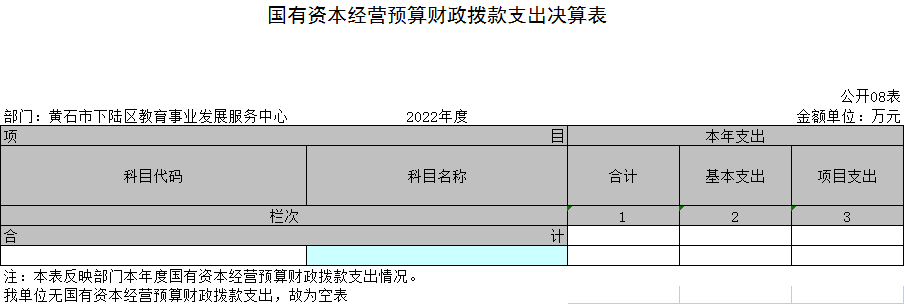 国有资本经营预算财政拨款支出决算表
公开08表
部门：黄石市下陆区教育事业发展服务中心 2022年度 金额单位：万元
项 目 本年支出
科目代码 科目名称 合计 基本支出 项目支出
栏次 1 2 3
合 计
注：本表反映部门本年度国有资本经营预算财政拨款支出情况。
我单位无国有资本经营预算财政拨款支出，故为空表